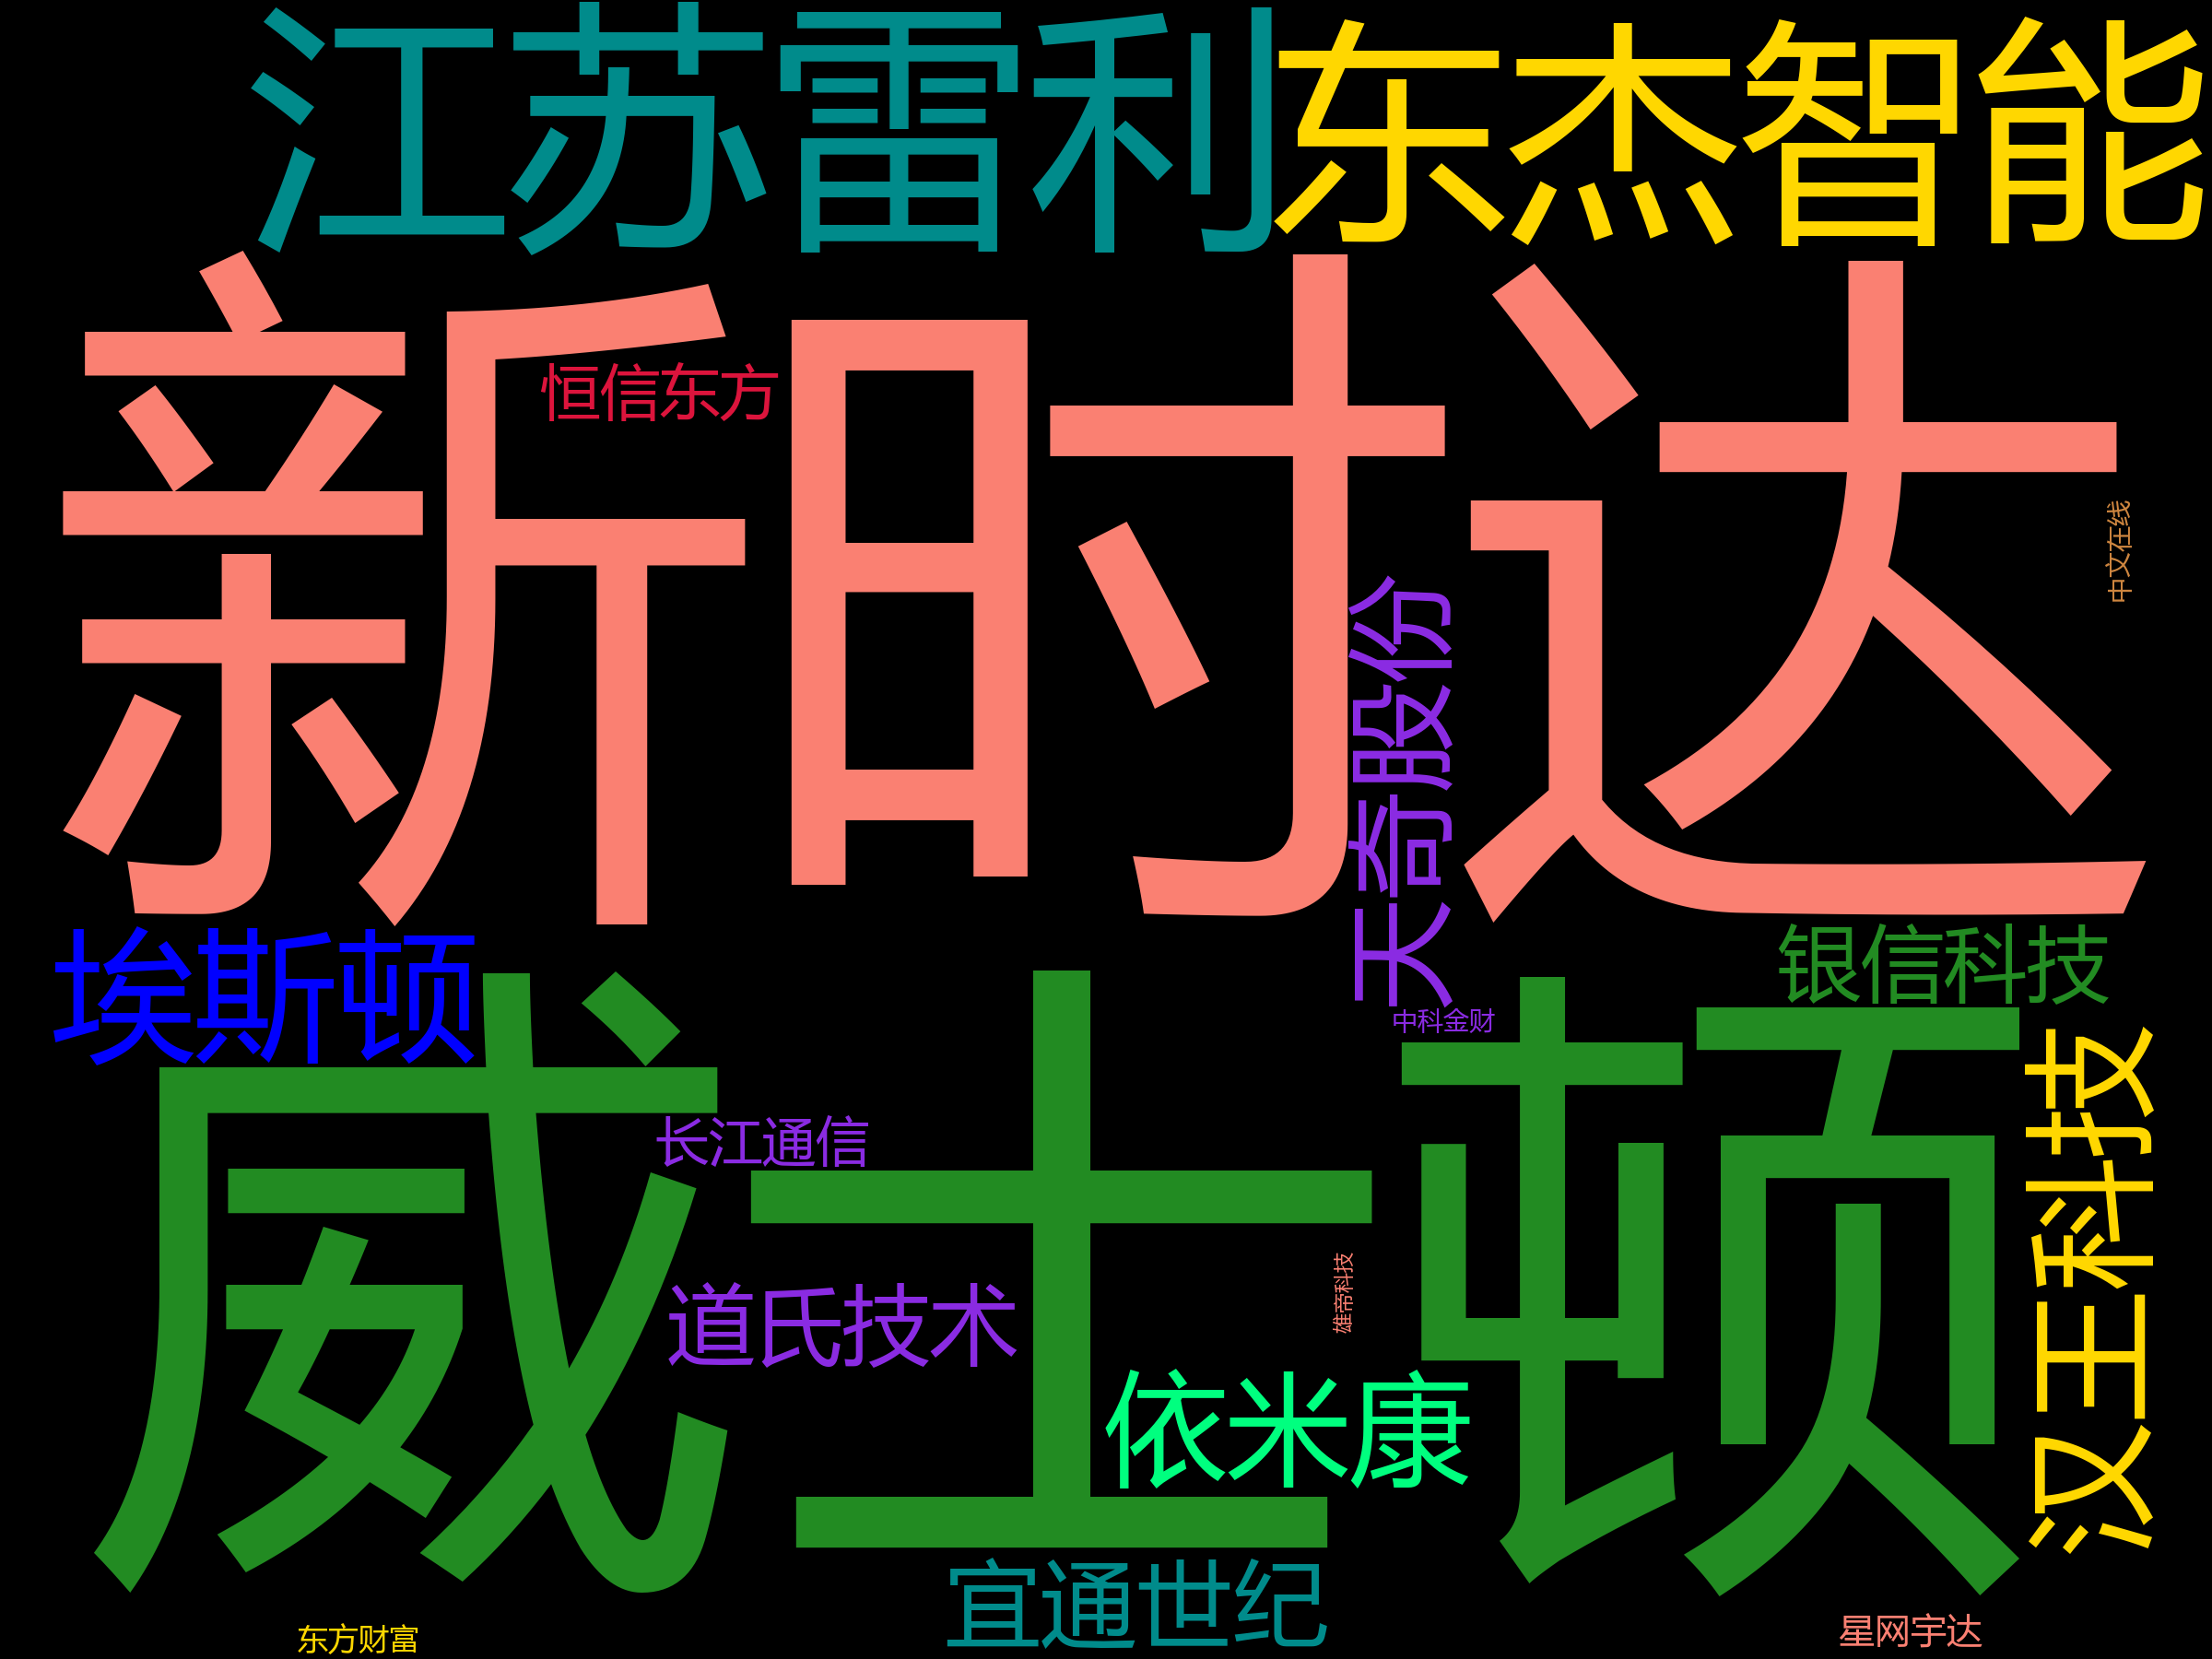 江苏雷利
东杰智能
新时达
恒信东方
中文在线
天奇股份
埃斯顿
银信科技
中科金财
威士顿
长江通信
汉王科技
道氏技术
雄帝科技
依米康
宜通世纪
东方财富
星网宇达